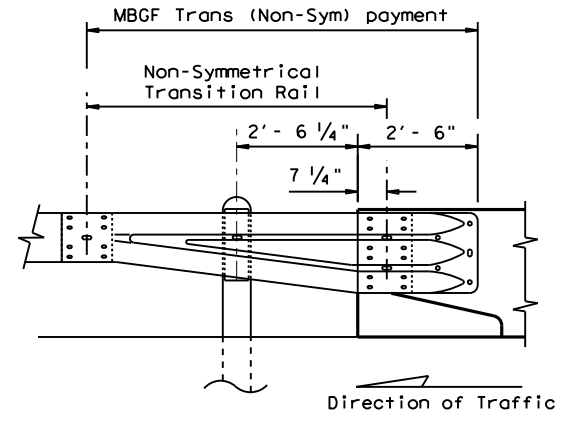 MBGF Trans (Non-Sym) payment
Non-Symmetrical
Transition Rail
2'- 6 1/4"
2'- 6"
7 1/4"
Direction of Traffic